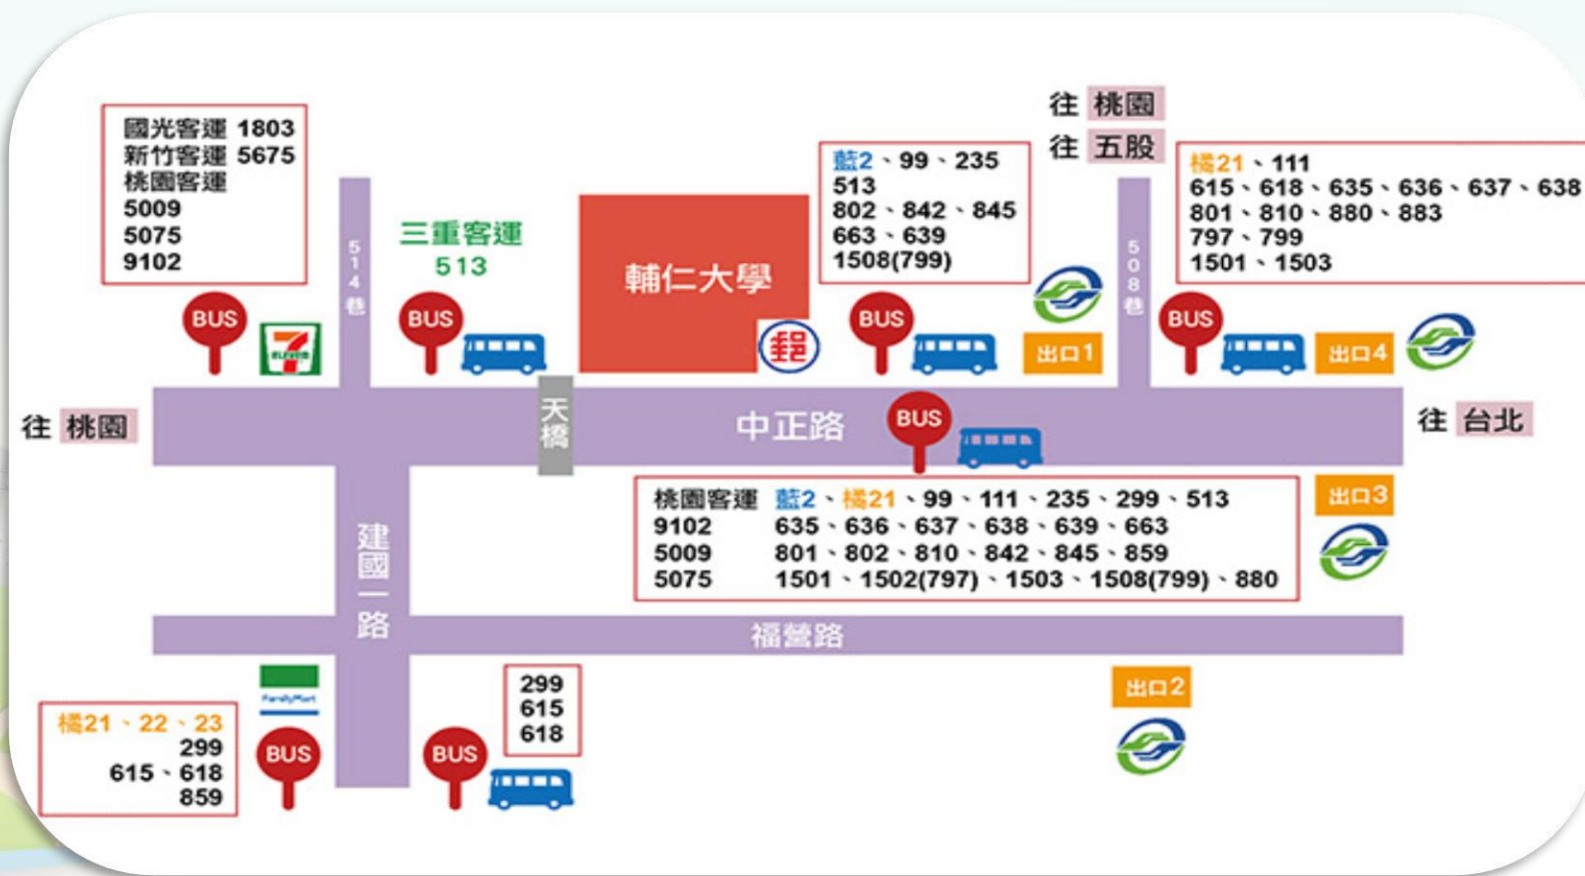 國光客運 1803
新竹客運 5675
桃園客運
5009
5075
9102
BUS
7
ELEVEN
514巷
三重客運
513
BUS
輔仁大學
郵
天橋
藍2、99、235
513
802、842、845
663、639
1508(799)
BUS
出口1
往 桃園
往 五股
508巷
橘21、111
615、618、635、636、637、638
801、810、880、883
797、799
1501、1503
BUS
出口4
往 桃園
中正路
BUS
往 台北
桃園客運 藍2、橘21、99、111、235、299、513
9102 635、636、637、638、639、663
5009 801、802、810、842、845、859
5075 1501、1502(797)、1503、1508(799)、880
出口3
建國一路
福營路
FamilyMart
橘21、22、23
299
615、618
859
BUS
BUS
299
615
618
出口2